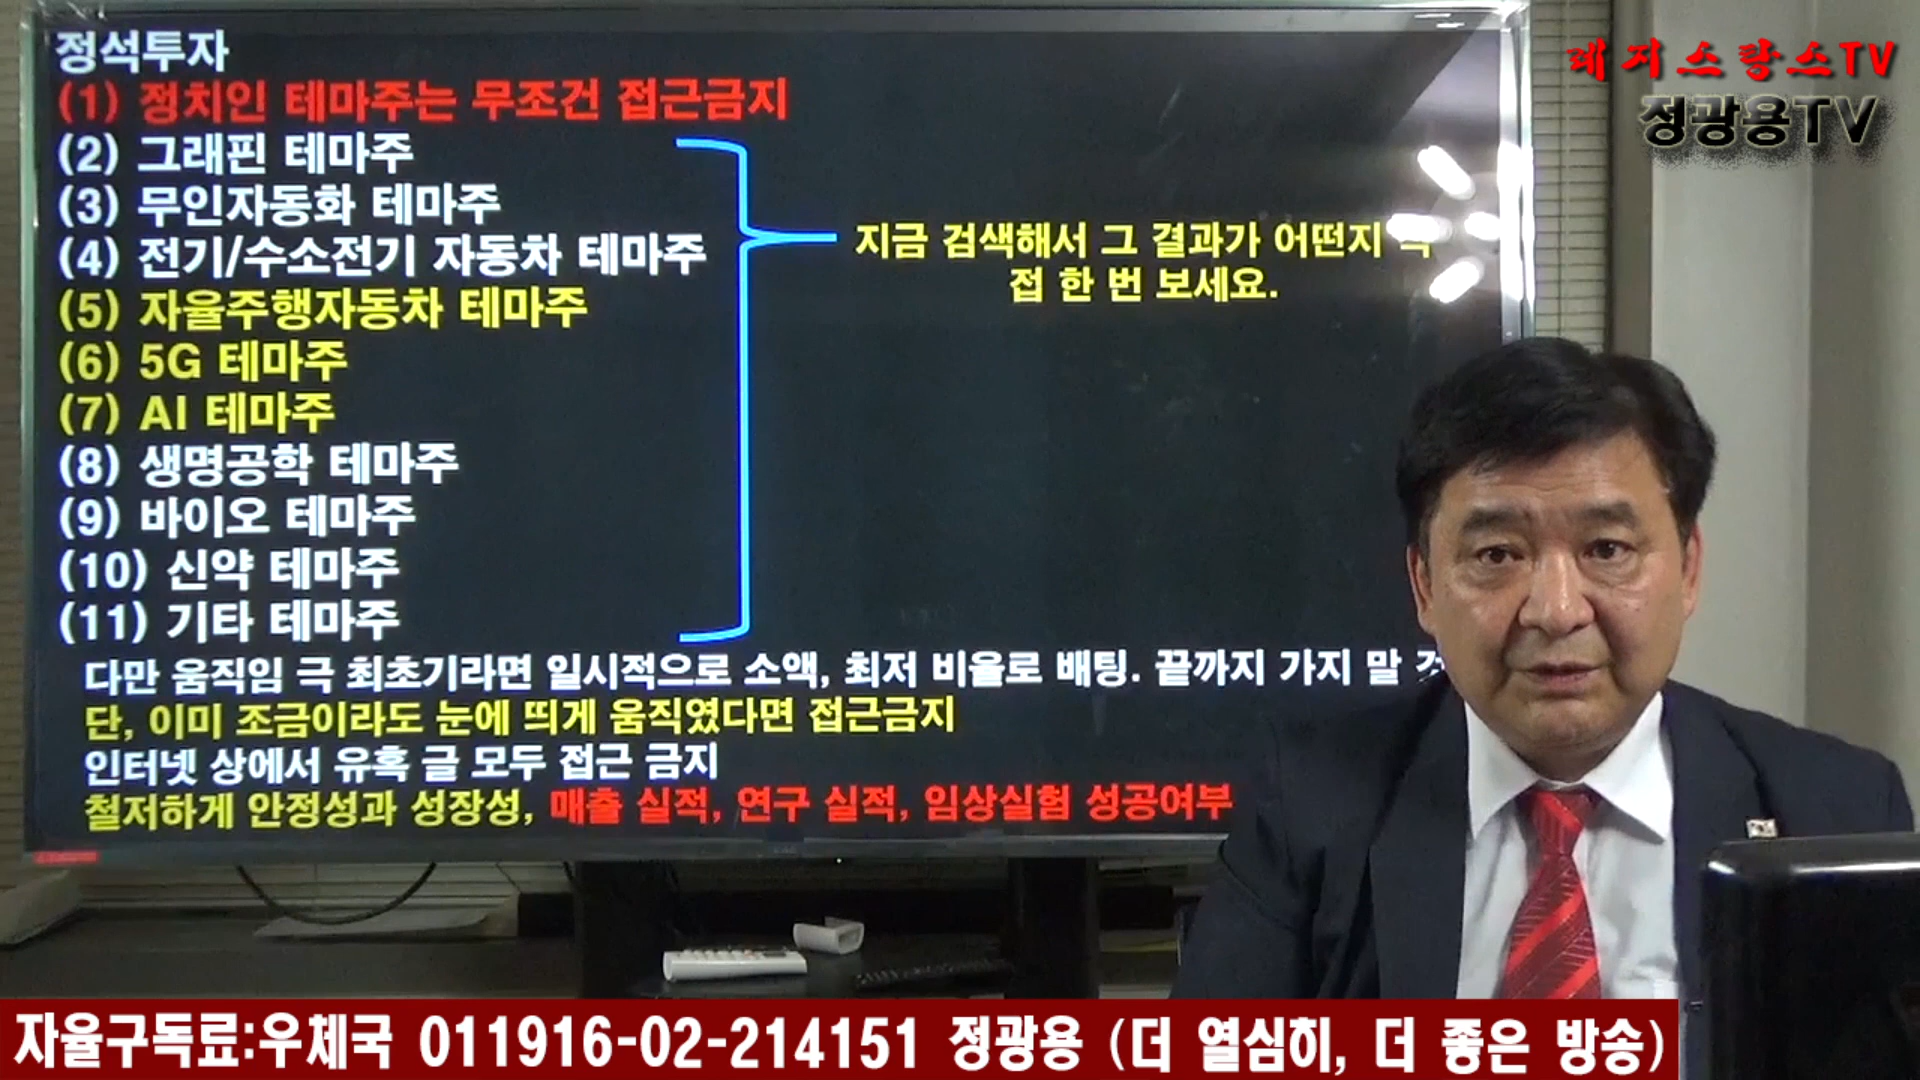 정석투자
(1) 정치인 테마주는 무조건 접근금지
(2) 그래핀 테마주
(3) 무인자동화 테마주
(4) 전기/수소전기 자동차 테마주
(5) 자율주행자동차 테마주
(6) 5G 테마주
(7) AI 테마주
(8) 생명공학 테마주
(9) 바이오 테마주
(10) 신약 테마주
(11) 기타 테마주
지금 검색해서 그 결과가 어떤지
접 한 번 보세요.
다만 움직임 극 최초기라면 일시적으로 소액, 최저 비율로 배팅. 끝까지 가지 말
단, 이미 조금이라도 눈에 띄게 움직였다면 접근금지
인터넷 상에서 유혹 글 모두 접근 금지
철저하게 안정성과 성장성, 매출 실적, 연구 실적, 임상실험 성공여부
레지스탕스TV
정광용TV
자율구독료:우체국 011916-02-214151 정광용 (더 열심히, 더 좋은 방송)